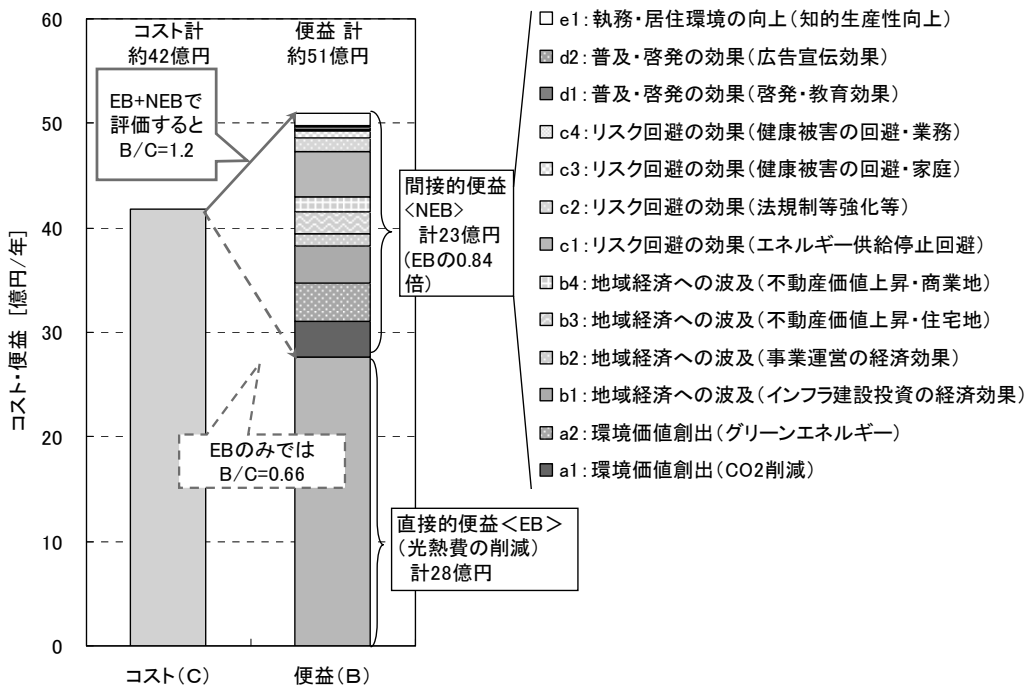 コスト・便益 [億円/年]
60
50
40
30
20
10
0
コスト計
約42億円
便益 計
約51億円
EB+NEBで
評価すると
B/C=1.2
EBのみでは
B/C=0.66
間接的便益
<NEB>
計23億円
(EBの0.84
倍)
直接的便益<EB>
(光熱費の削減)
計28億円
コスト(C)
便益(B)
e1:執務・居住環境の向上(知的生産性向上)
d2:普及・啓発の効果(広告宣伝効果)
d1:普及・啓発の効果(啓発・教育効果)
c4:リスク回避の効果(健康被害の回避・業務)
c3:リスク回避の効果(健康被害の回避・家庭)
c2:リスク回避の効果(法規制等強化等)
c1:リスク回避の効果(エネルギー供給停止回避)
b4:地域経済への波及(不動産価値上昇・商業地)
b3:地域経済への波及(不動産価値上昇・住宅地)
b2:地域経済への波及(事業運営の経済効果)
b1:地域経済への波及(インフラ建設投資の経済効果)
a2:環境価値創出(グリーンエネルギー)
a1:環境価値創出(CO2削減)